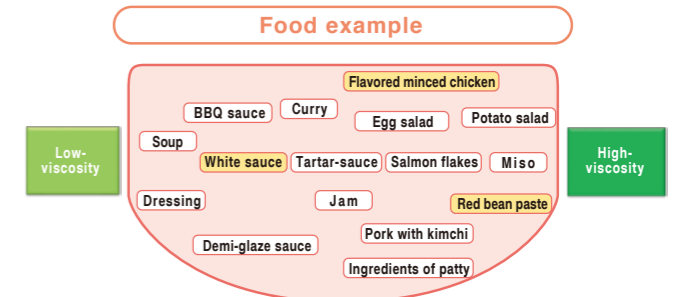 Food example
Flavored minced chicken
BBQ sauce
Curry
Egg salad
Potato salad
Soup
Low-
viscosity
White sauce
Tartar-sauce
Salmon flakes
Miso
High-
viscosity
Dressing
Jam
Red bean paste
Demi-glaze sauce
Pork with kimchi
Ingredients of patty